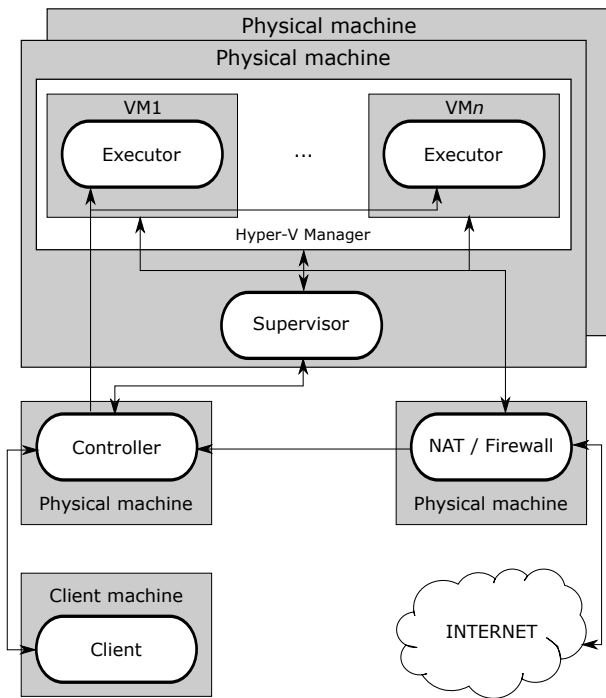 Physical machine
Physical machine
VM1
VMn
Executor
...
Executor
Hyper-V Manager
Supervisor
Controller
NAT / Firewall
Physical machine
Physical machine
Client machine
Client
INTERNET